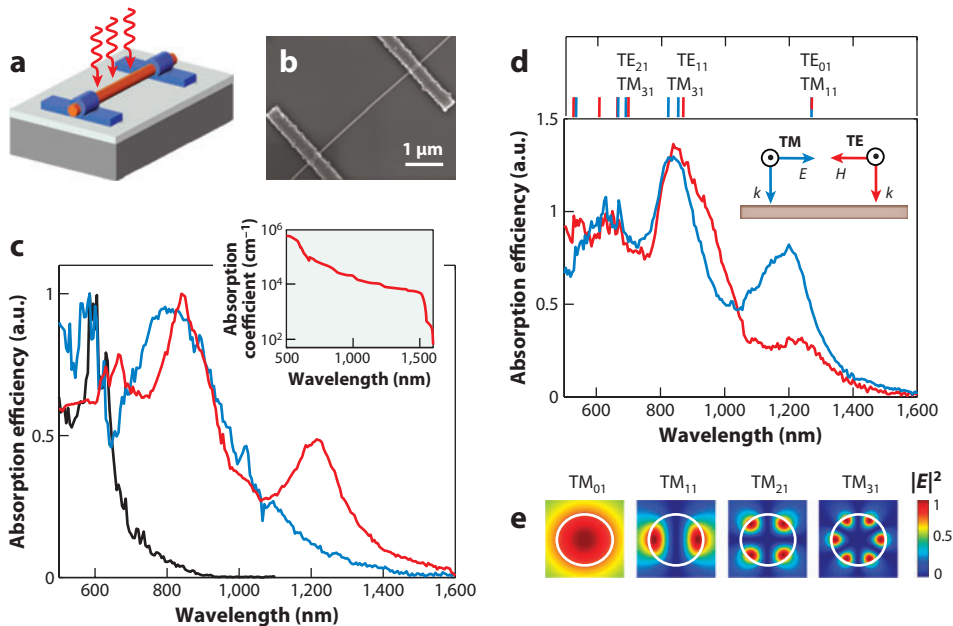 a
b
1 μm
c
Absorption efficiency (a.u.)
1
0.5
0
600
800
1,000
1,200
1,400
1,600
Wavelength (nm)
Absorption
coefficient (cm⁻¹)
10⁶
10⁴
10²
500
1,000
1,500
Wavelength (nm)
d
TE₂₁
TM₃₁
TE₁₁
TM₃₁
TE₀₁
TM₁₁
Absorption efficiency (a.u.)
1.5
1
0.5
0
TM
TE
E
H
k
k
600
800
1,000
1,200
1,400
1,600
Wavelength (nm)
e
TM₀₁
TM₁₁
TM₂₁
TM₃₁
|E|²
1
0.5
0